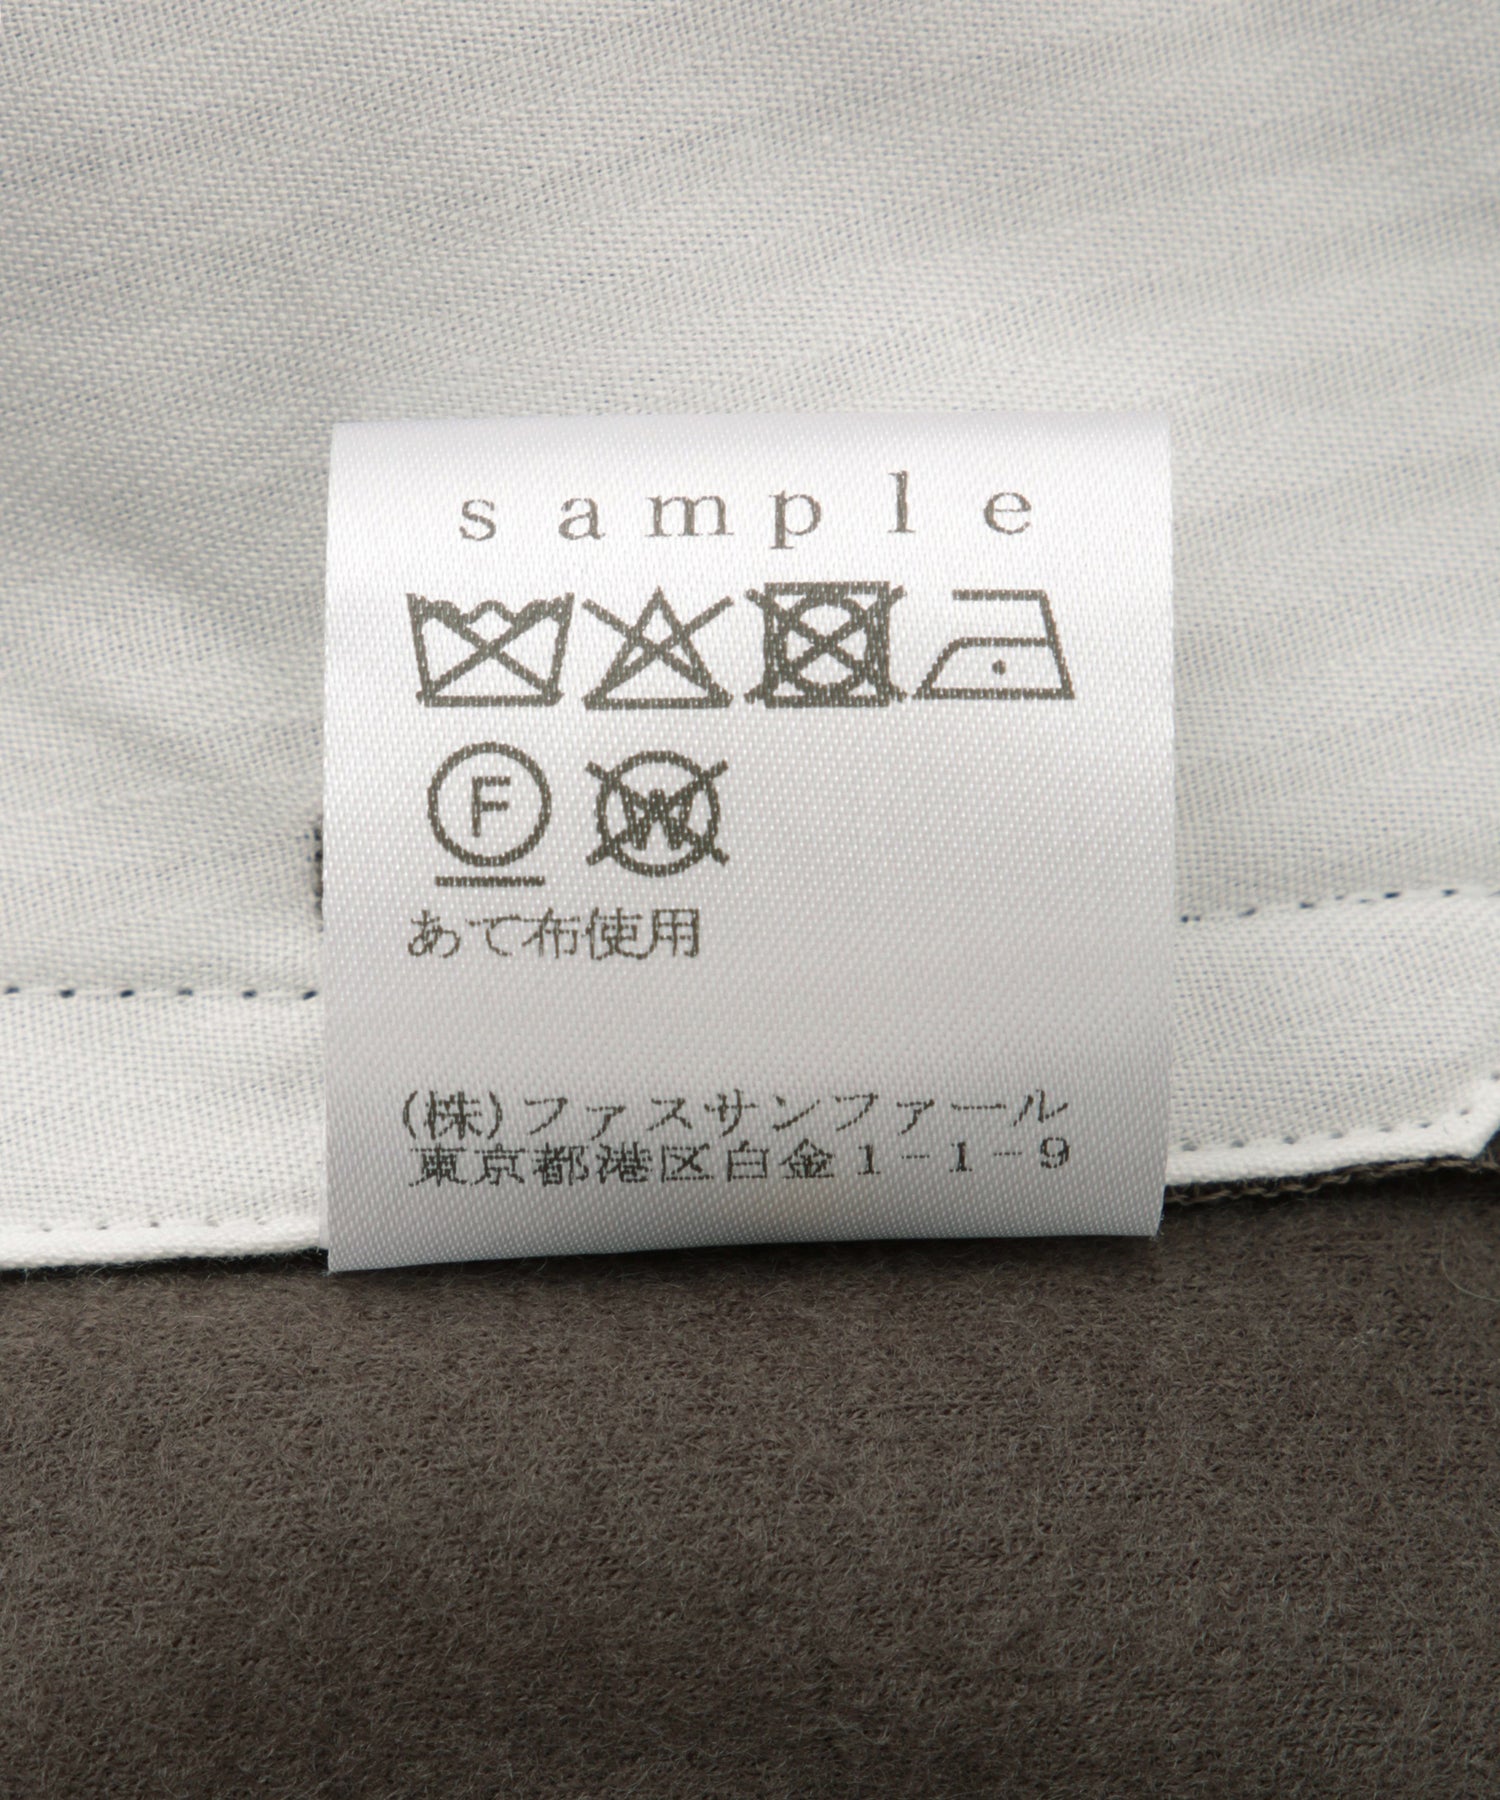 sample
F W
あて布使用
(株)ファスサンファール
東京都港区白金1-1-9